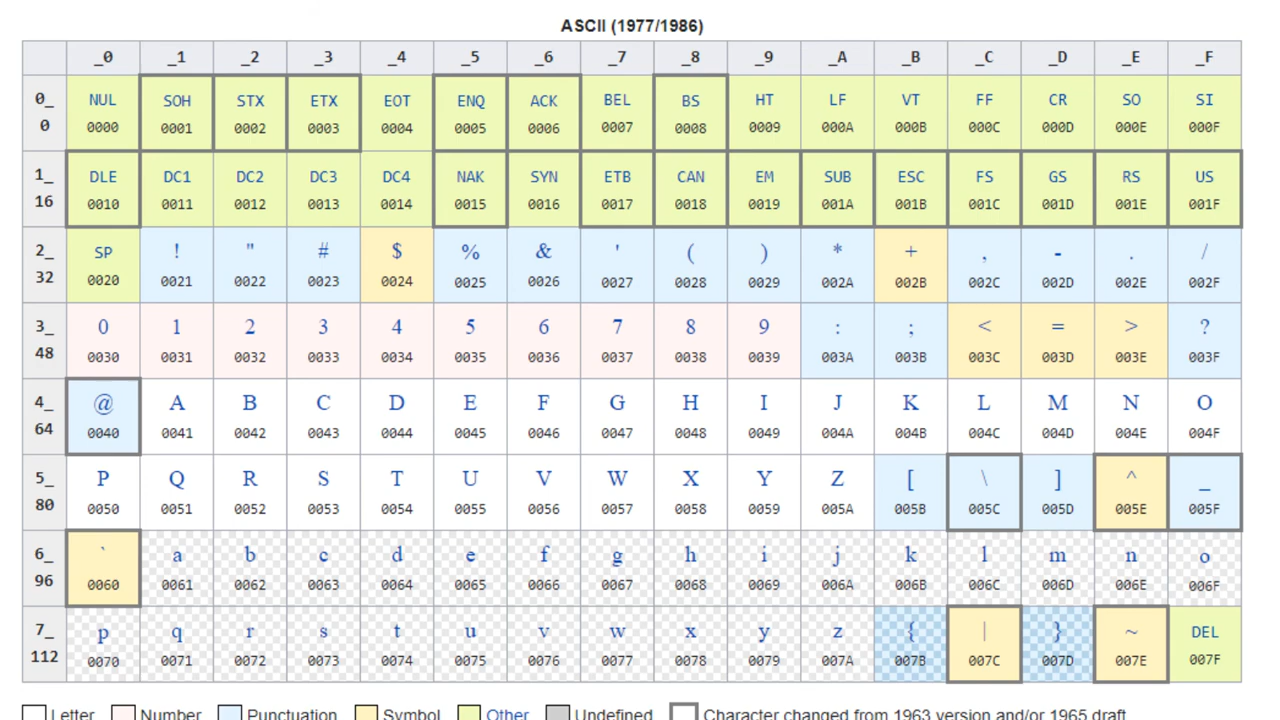 ASCII (1977/1986)
_0 _1 _2 _3 _4 _5 _6 _7 _8 _9 _A _B _C _D _E _F
0_ NUL SOH STX ETX EOT ENQ ACK BEL BS HT LF VT FF CR SO SI
0 0000 0001 0002 0003 0004 0005 0006 0007 0008 0009 000A 000B 000C 000D 000E 000F
1_ DLE DC1 DC2 DC3 DC4 NAK SYN ETB CAN EM SUB ESC FS GS RS US
16 0010 0011 0012 0013 0014 0015 0016 0017 0018 0019 001A 001B 001C 001D 001E 001F
2_ SP ! " # $ % & ' ( ) * + , - . /
32 0020 0021 0022 0023 0024 0025 0026 0027 0028 0029 002A 002B 002C 002D 002E 002F
3_ 0 1 2 3 4 5 6 7 8 9 : ; < = > ?
48 0030 0031 0032 0033 0034 0035 0036 0037 0038 0039 003A 003B 003C 003D 003E 003F
4_ @ A B C D E F G H I J K L M N O
64 0040 0041 0042 0043 0044 0045 0046 0047 0048 0049 004A 004B 004C 004D 004E 004F
5_ P Q R S T U V W X Y Z [ \ ] ^ _
80 0050 0051 0052 0053 0054 0055 0056 0057 0058 0059 005A 005B 005C 005D 005E 005F
6_ ` a b c d e f g h i j k l m n o
96 0060 0061 0062 0063 0064 0065 0066 0067 0068 0069 006A 006B 006C 006D 006E 006F
7_ p q r s t u v w x y z { | } ~ DEL
112 0070 0071 0072 0073 0074 0075 0076 0077 0078 0079 007A 007B 007C 007D 007E 007F
Letter Number Punctuation Symbol Other Undefined Character changed from 1963 version and/or 1965 draft